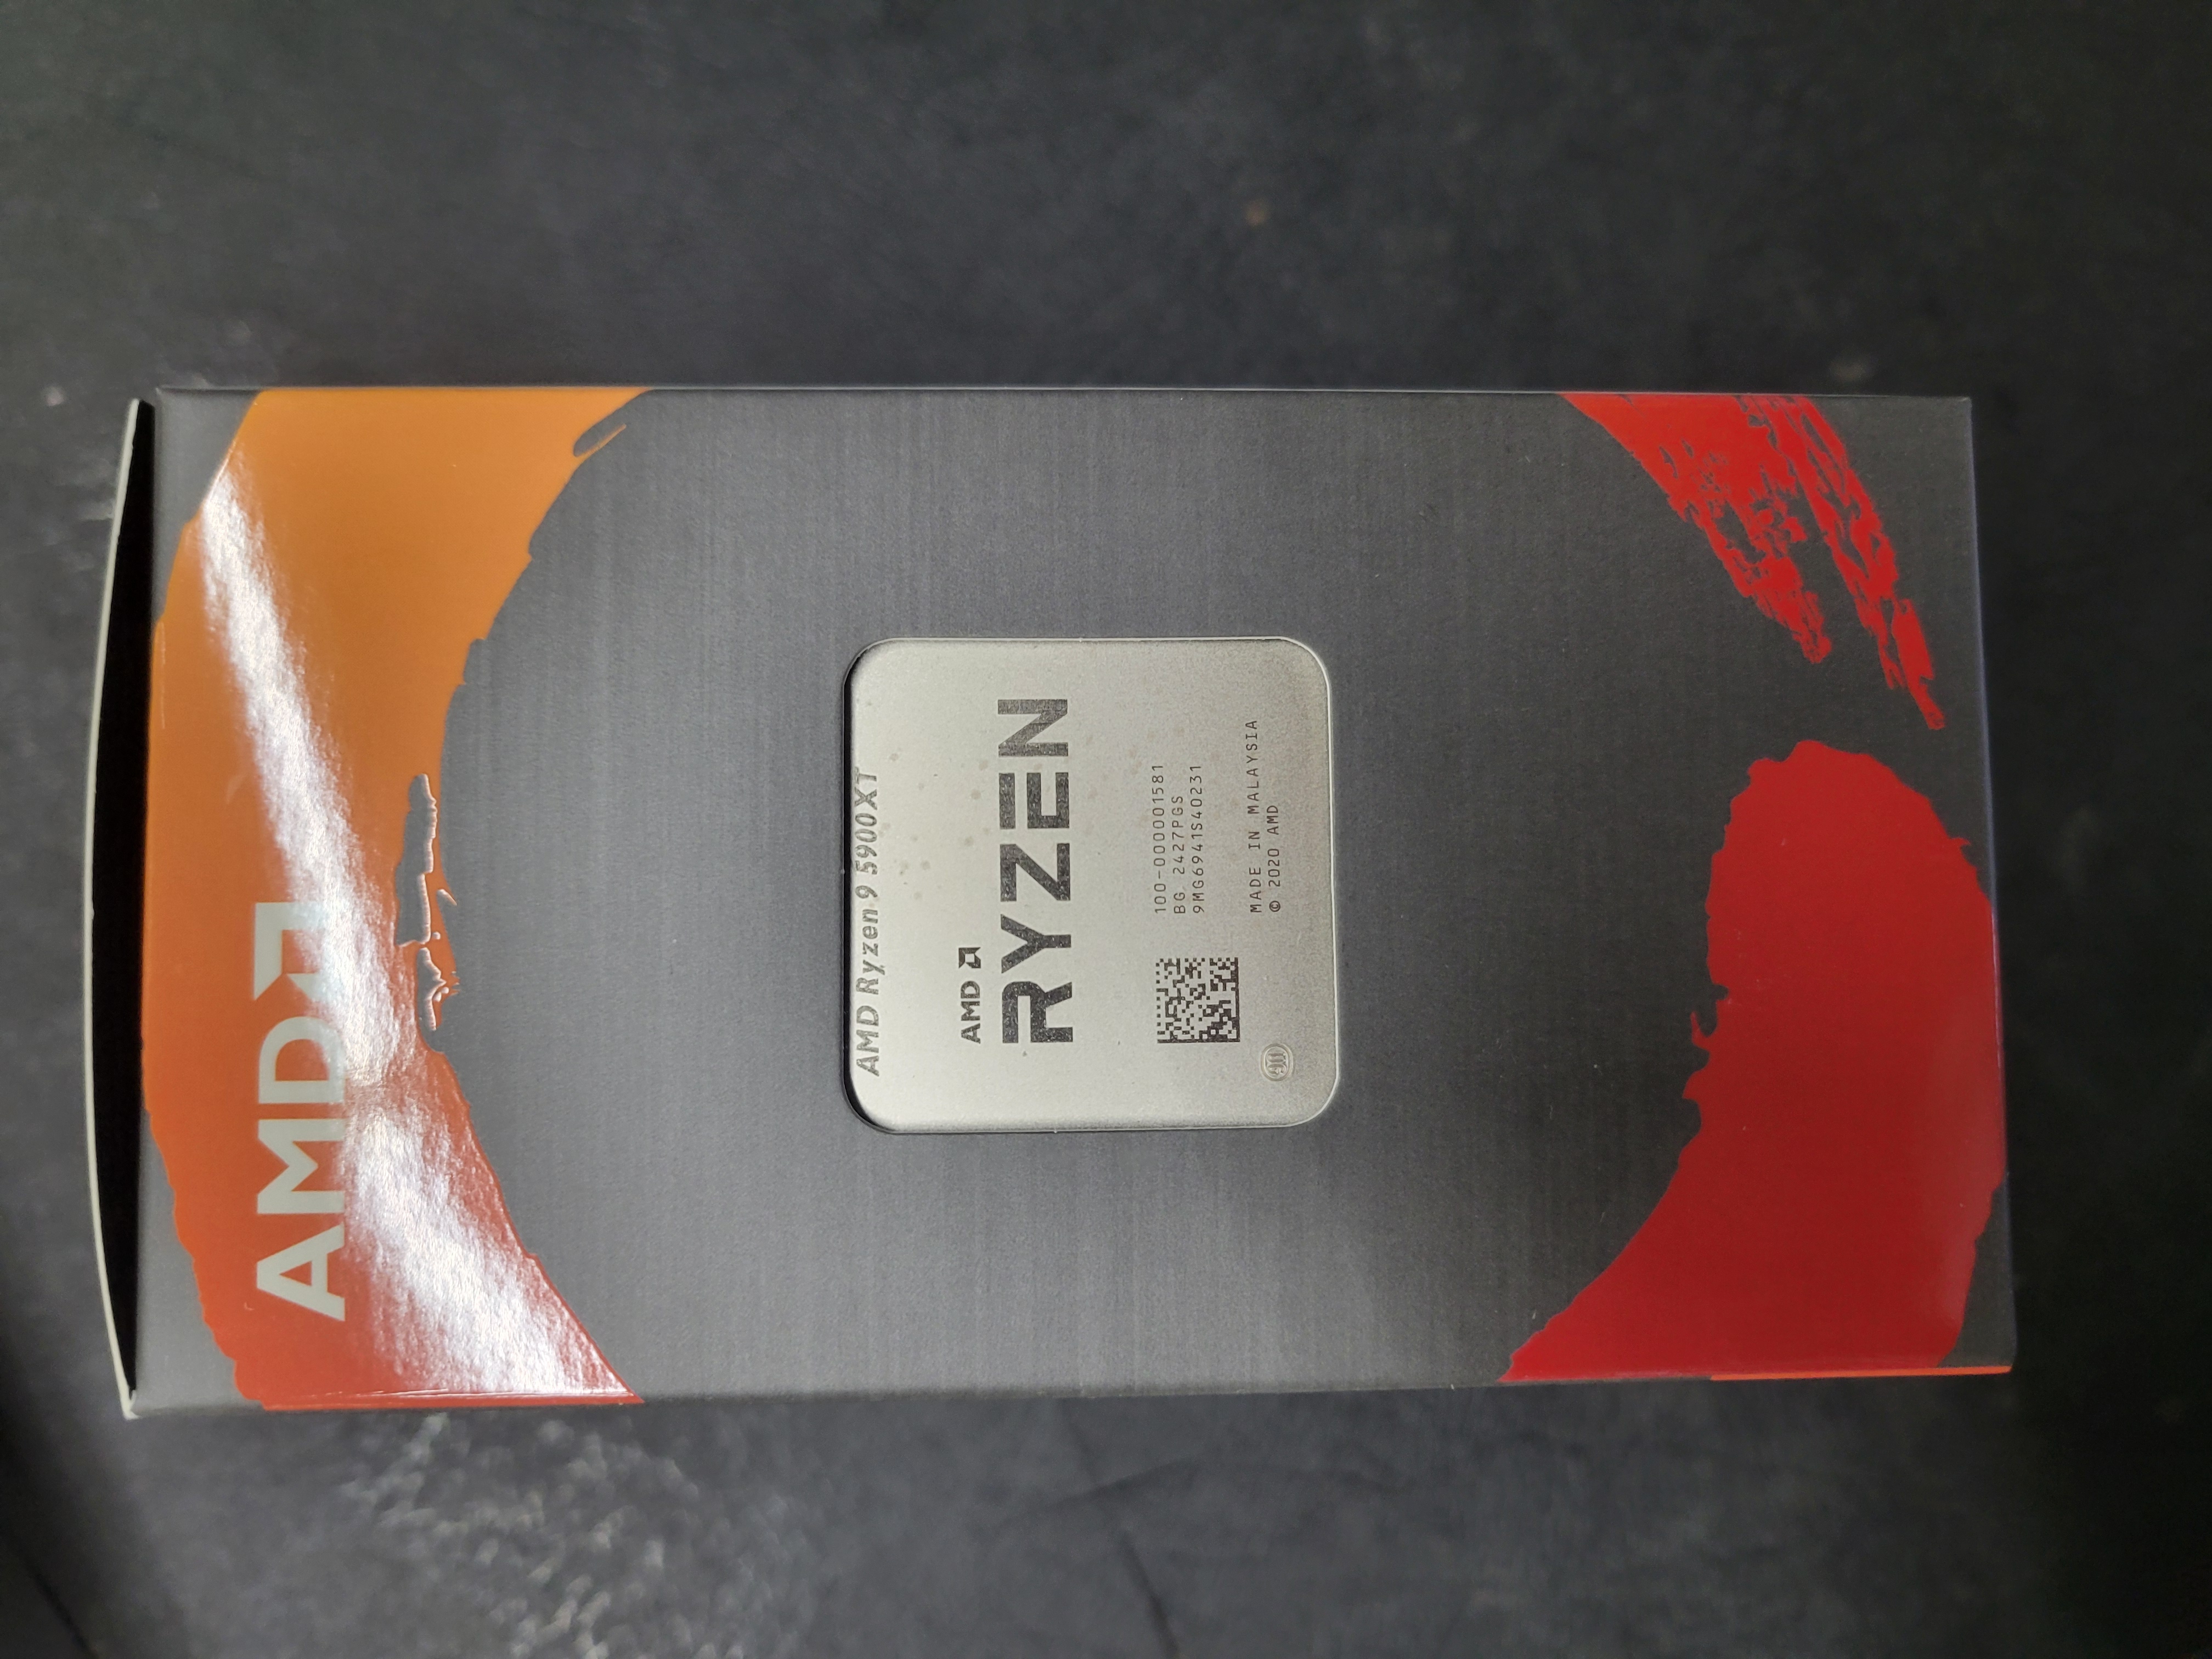 AMD
AMD Ryzen 9 5900XT
AMD
RYZEN
100-000001581
BG 2427PGS
9MG6941S40231
MADE IN MALAYSIA
© 2020 AMD